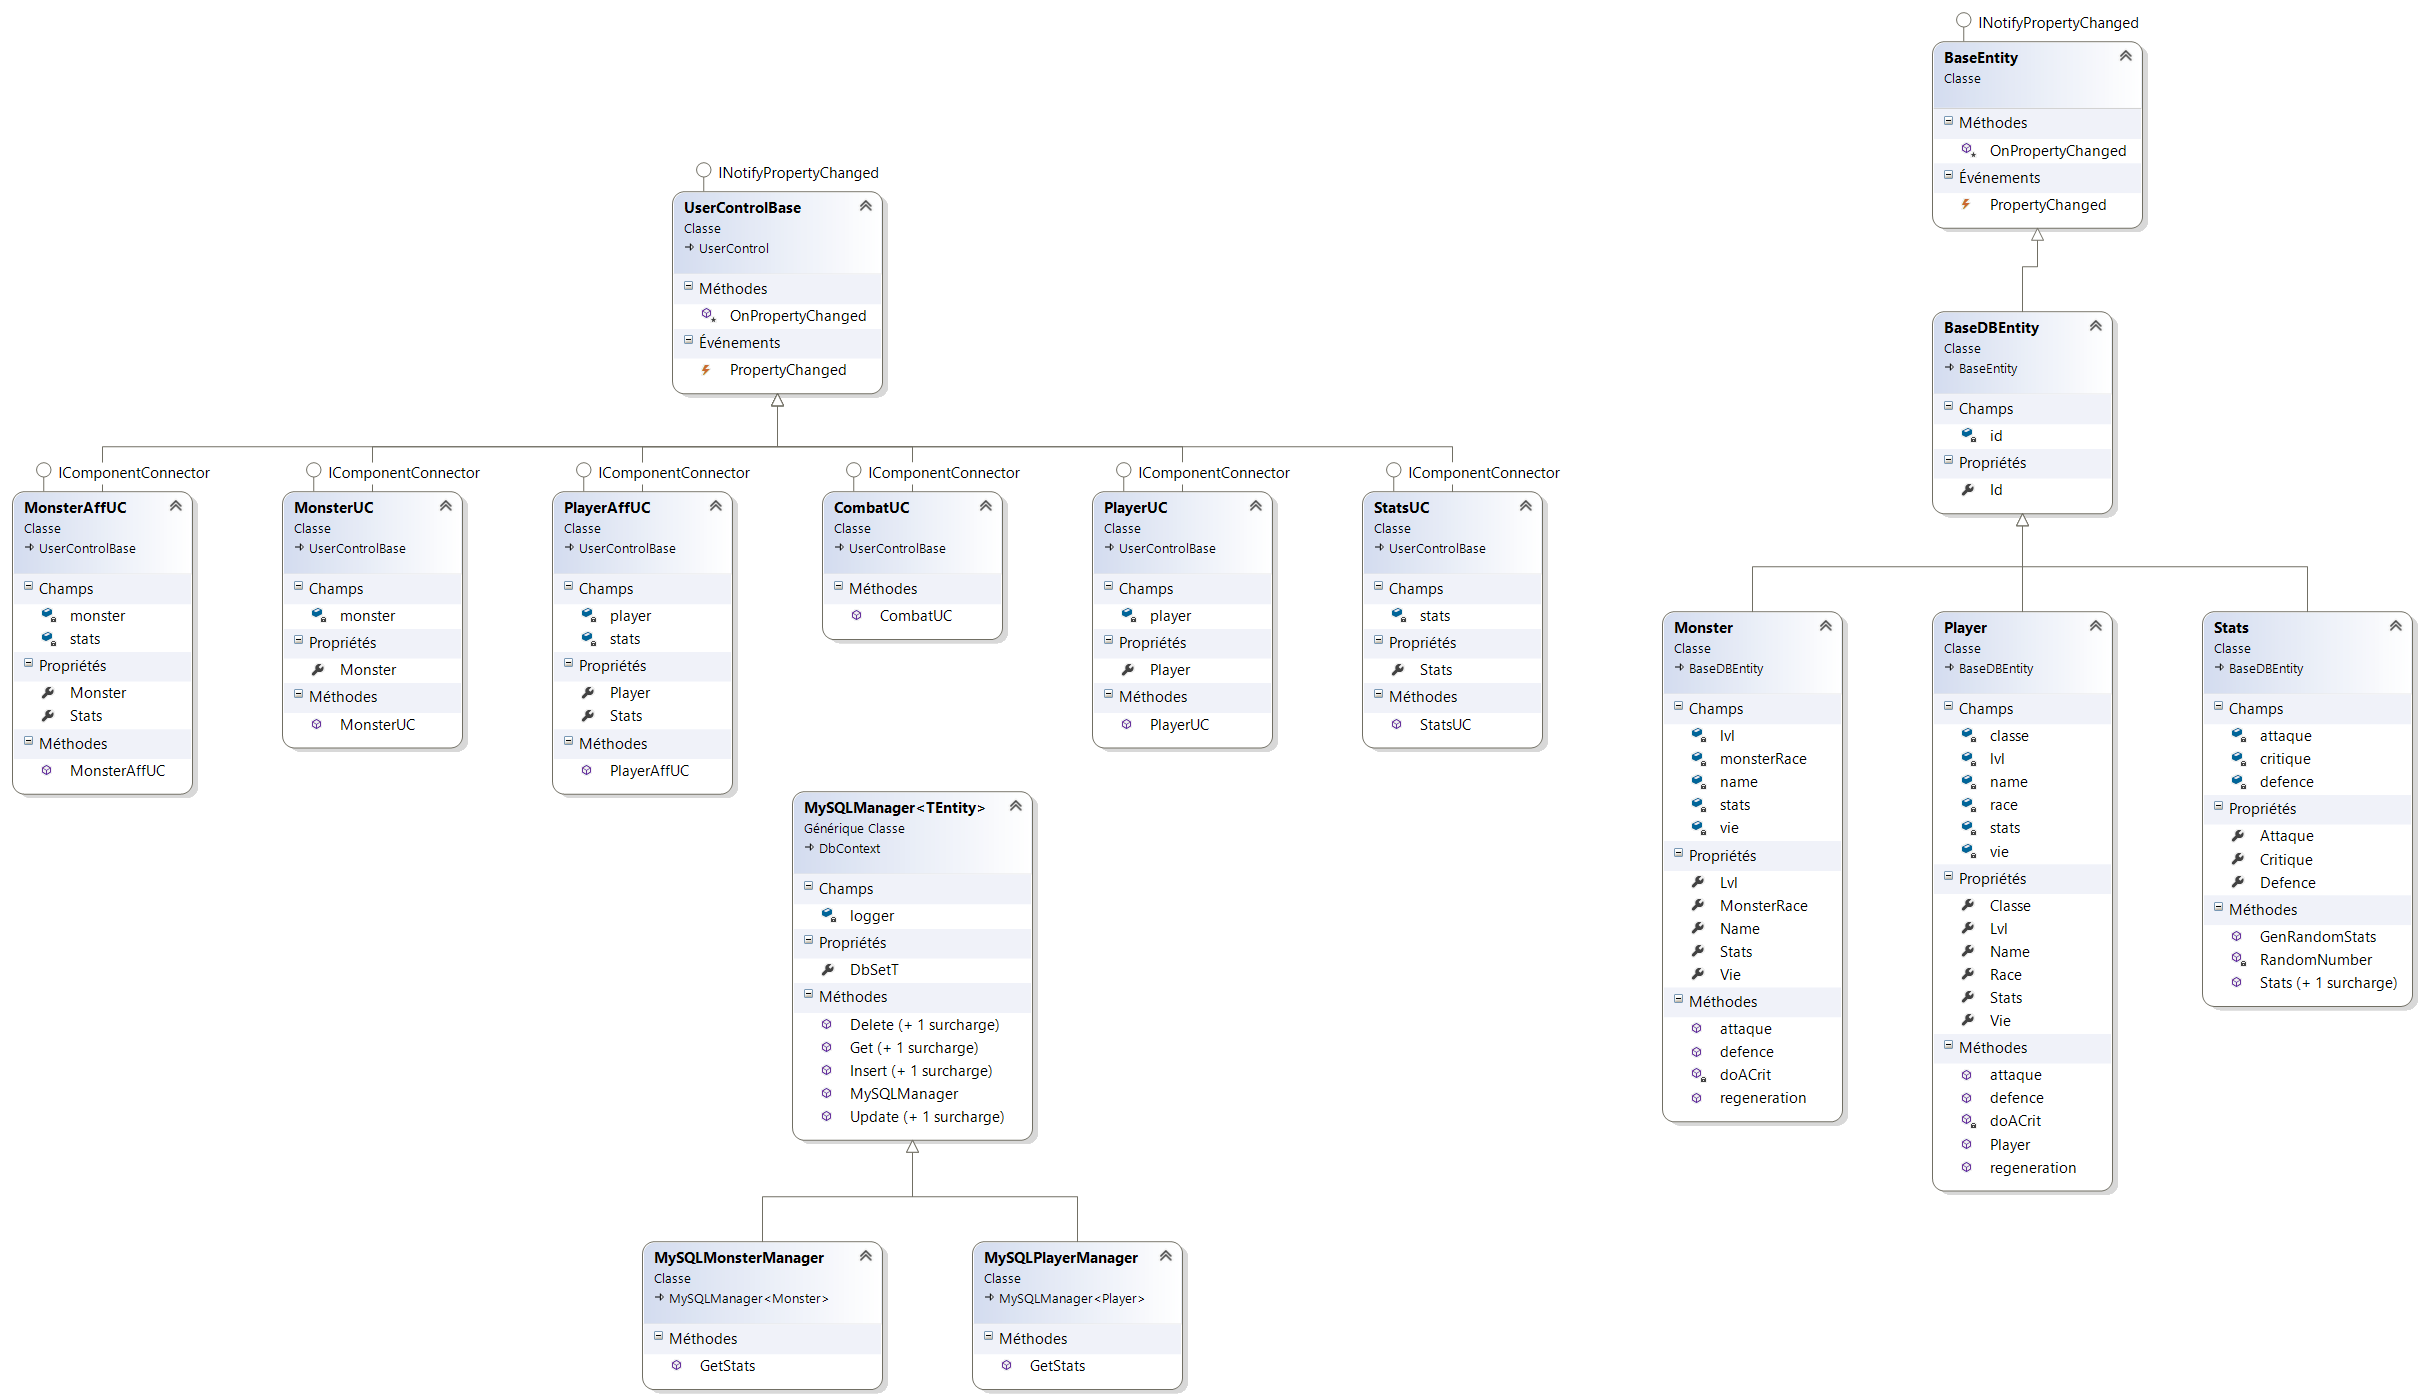 INotifyPropertyChanged
BaseEntity
Classe
Méthodes
OnPropertyChanged
Événements
PropertyChanged
INotifyPropertyChanged
UserControlBase
Classe
UserControl
Méthodes
OnPropertyChanged
Événements
PropertyChanged
BaseDBEntity
Classe
BaseEntity
Champs
id
Propriétés
Id
IComponentConnector
MonsterAffUC
Classe
UserControlBase
Champs
monster
stats
Propriétés
Monster
Stats
Méthodes
MonsterAffUC
IComponentConnector
MonsterUC
Classe
UserControlBase
Champs
monster
Propriétés
Monster
Méthodes
MonsterUC
IComponentConnector
PlayerAffUC
Classe
UserControlBase
Champs
player
stats
Propriétés
Player
Stats
Méthodes
PlayerAffUC
IComponentConnector
CombatUC
Classe
UserControlBase
Méthodes
CombatUC
IComponentConnector
PlayerUC
Classe
UserControlBase
Champs
player
Propriétés
Player
Méthodes
PlayerUC
IComponentConnector
StatsUC
Classe
UserControlBase
Champs
stats
Propriétés
Stats
Méthodes
StatsUC
Monster
Classe
BaseDBEntity
Champs
lvl
monsterRace
name
stats
vie
Propriétés
Lvl
MonsterRace
Name
Stats
Vie
Méthodes
attaque
defence
doACrit
regeneration
Player
Classe
BaseDBEntity
Champs
classe
lvl
name
race
stats
vie
Propriétés
Classe
Lvl
Name
Race
Stats
Vie
Méthodes
attaque
defence
doACrit
Player
regeneration
Stats
Classe
BaseDBEntity
Champs
attaque
critique
defence
Propriétés
Attaque
Critique
Defence
Méthodes
GenRandomStats
RandomNumber
Stats (+ 1 surcharge)
MySQLManager<TEntity>
Générique Classe
DbContext
Champs
logger
Propriétés
DbSetT
Méthodes
Delete (+ 1 surcharge)
Get (+ 1 surcharge)
Insert (+ 1 surcharge)
MySQLManager
Update (+ 1 surcharge)
MySQLMonsterManager
Classe
MySQLManager<Monster>
Méthodes
GetStats
MySQLPlayerManager
Classe
MySQLManager<Player>
Méthodes
GetStats